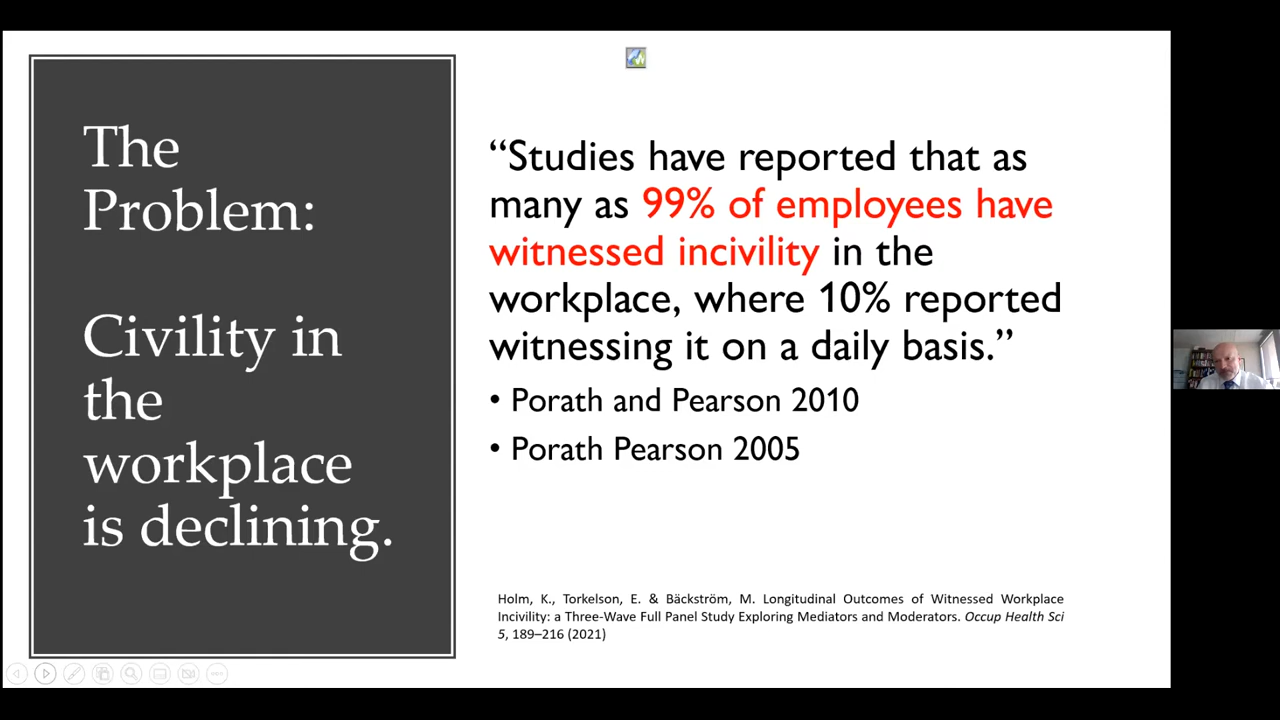 The
Problem:
Civility in
the
workplace
is declining.
“Studies have reported that as
many as 99% of employees have
witnessed incivility in the
workplace, where 10% reported
witnessing it on a daily basis.”
• Porath and Pearson 2010
• Porath Pearson 2005
Holm, K., Torkelson, E. & Bäckström, M. Longitudinal Outcomes of Witnessed Workplace
Incivility: a Three-Wave Full Panel Study Exploring Mediators and Moderators. Occup Health Sci
5, 189–216 (2021)